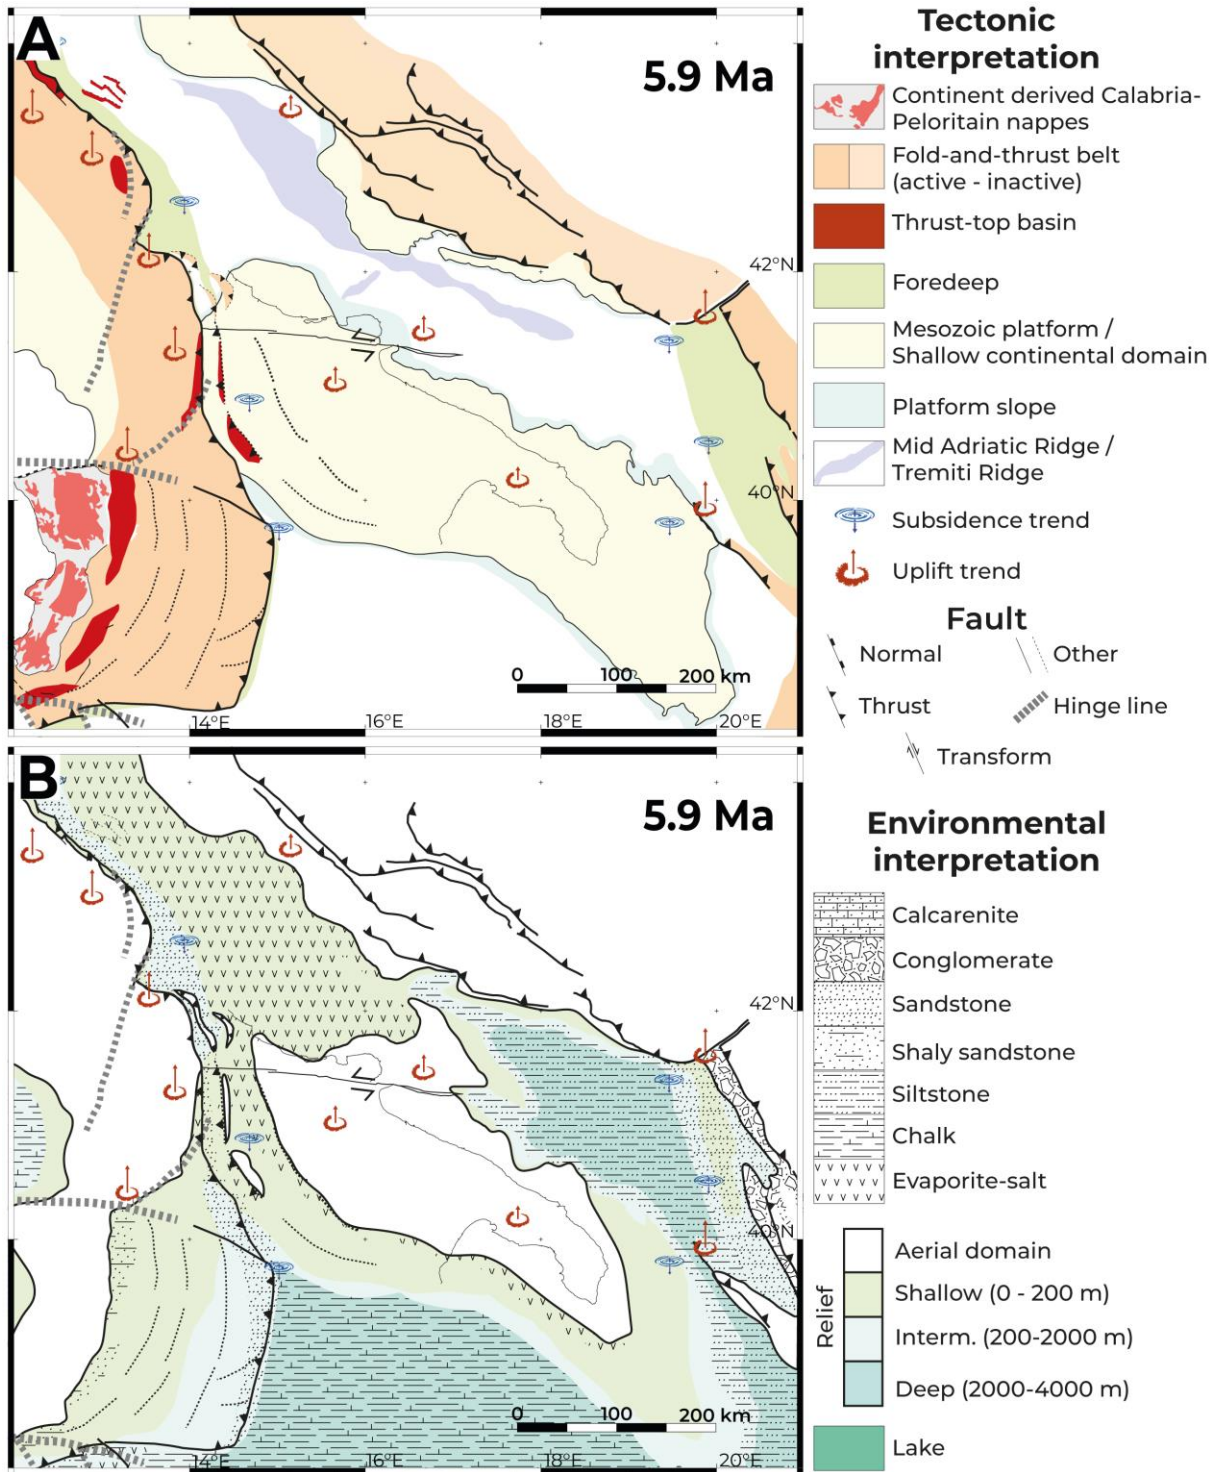 A
5.9 Ma
42°N
40°N
0 100 200 km
14°E 16°E 18°E 20°E
Tectonic
interpretation
Continent derived Calabria-
Peloritain nappes
Fold-and-thrust belt
(active - inactive)
Thrust-top basin
Foredeep
Mesozoic platform /
Shallow continental domain
Platform slope
Mid Adriatic Ridge /
Tremiti Ridge
Subsidence trend
Uplift trend
Fault
Normal
Other
Thrust
Hinge line
Transform
B
5.9 Ma
42°N
40°N
0 100 200 km
14°E 16°E 18°E 20°E
Environmental
interpretation
Calcarenite
Conglomerate
Sandstone
Shaly sandstone
Siltstone
Chalk
Evaporite-salt
Relief
Aerial domain
Shallow (0 - 200 m)
Interm. (200-2000 m)
Deep (2000-4000 m)
Lake